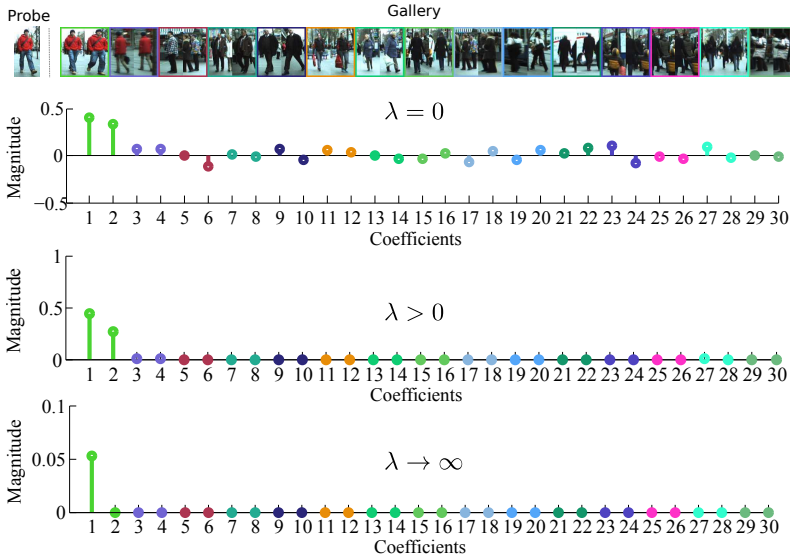 Probe
Gallery
0.5
λ = 0
Magnitude
0
−0.5
1 2 3 4 5 6 7 8 9 10 11 12 13 14 15 16 17 18 19 20 21 22 23 24 25 26 27 28 29 30
Coefficients
1
λ > 0
Magnitude
0.5
0
1 2 3 4 5 6 7 8 9 10 11 12 13 14 15 16 17 18 19 20 21 22 23 24 25 26 27 28 29 30
Coefficients
0.1
λ → ∞
Magnitude
0.05
0
1 2 3 4 5 6 7 8 9 10 11 12 13 14 15 16 17 18 19 20 21 22 23 24 25 26 27 28 29 30
Coefficients